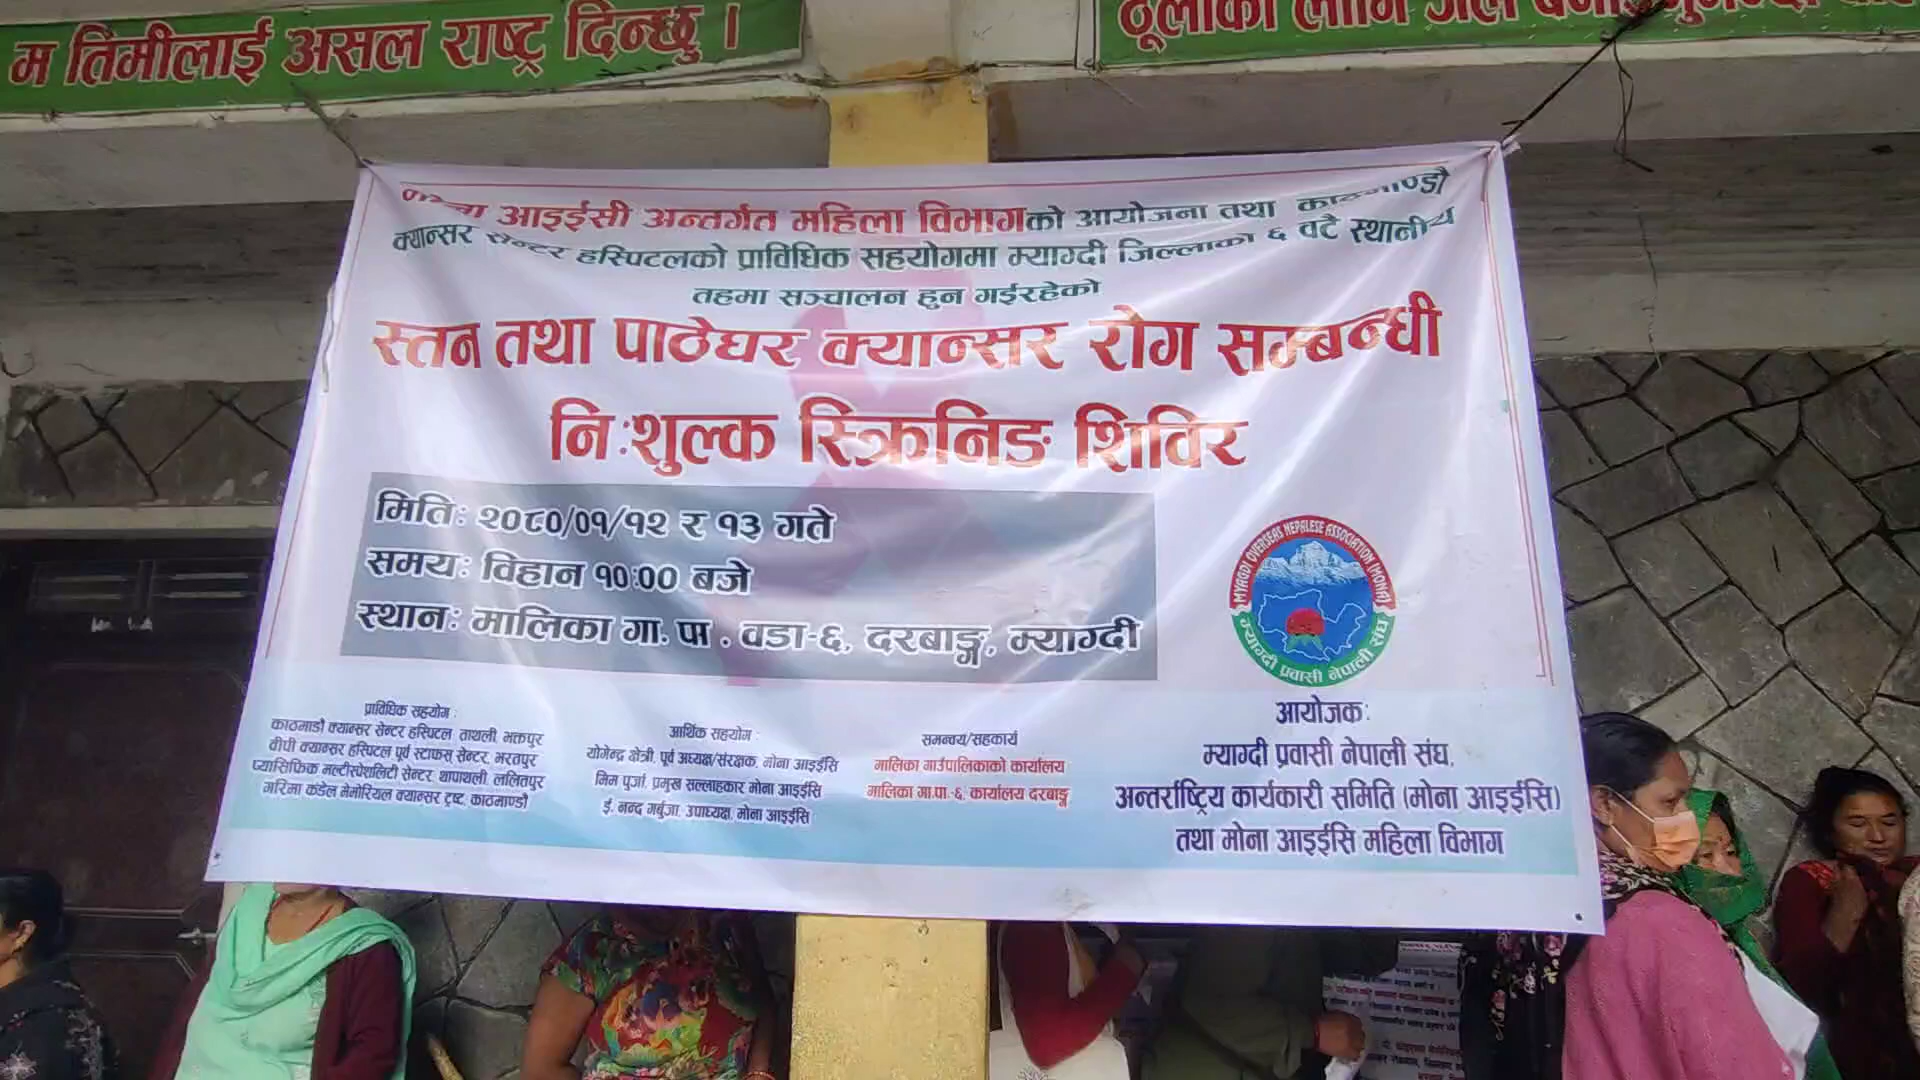 म तिमीलाई असल राष्ट्र दिन्छु ।
ठूलाको लागि
मोना आइईसी अन्तर्गत महिला विभागको आयोजना तथा काठमाण्डौ
क्यान्सर सेन्टर हस्पिटलको प्राविधिक सहयोगमा म्याग्दी जिल्लाको ६ वटै स्थानीय
तहमा सञ्चालन हुन गईरहेको
स्तन तथा पाठेघर क्यान्सर रोग सम्बन्धी
निःशुल्क स्क्रिनिङ शिविर
मितिः २०८०/०१/१२ र १३ गते
समयः विहान १०:०० बजे
स्थानः मालिका गा. पा . वडा-६, दरबाङ्ग, म्याग्दी
MYAGDI OVERSEAS NEPALESE ASSOCIATION (MONA)
म्याग्दी प्रवासी नेपाली संघ
प्राविधिक सहयोग :
काठमाडौ क्यान्सर सेन्टर हस्पिटल, ताथली, भक्तपुर
वीपी क्यान्सर हस्पिटल पूर्व स्टाफस् सेन्टर, भरतपुर
प्यासिफिक मल्टीस्पेशलिटी सेन्टर, थापाथली, ललितपुर
गरिमा कंडेल मेमोरियल क्यान्सर ट्रष्ट, काठमाण्डौ
आर्थिक सहयोग :
योगेन्द्र क्षेत्री, पूर्व अध्यक्ष/संरक्षक, मोना आइईसि
भिम पुर्जा, प्रमुख सल्लाहकार मोना आइईसि
ई. नन्द गर्बुजा, उपाध्यक्ष, मोना आइईसि
समन्वय/सहकार्य
मालिका गाउँपालिकाको कार्यालय
मालिका गा.पा.-६, कार्यालय दरबाङ्ग
आयोजकः
म्याग्दी प्रवासी नेपाली संघ,
अन्तर्राष्ट्रिय कार्यकारी समिति (मोना आइईसि)
तथा मोना आइईसि महिला विभाग